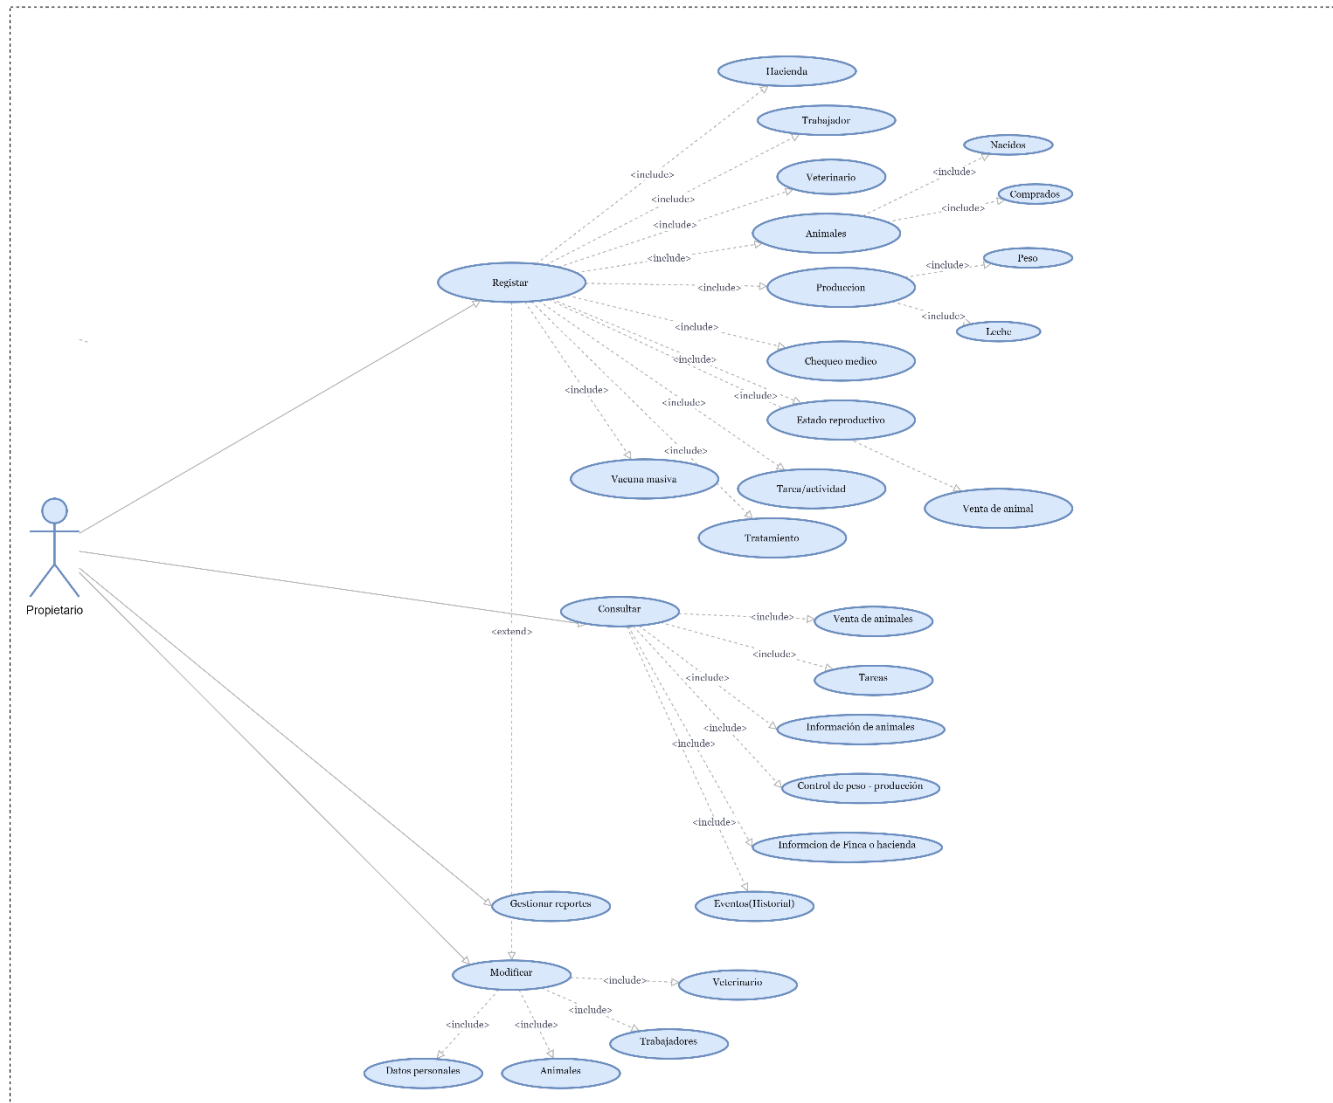 Hacienda
Trabajador
Nacidos
<include>
Veterinario
<include>
<include>
Comprados
<include>
<include>
Animales
<include>
Peso
<include>
Registar
<include>
Produccion
<include>
Leche
<include>
<include>
Chequeo medico
<include>
<include>
<include>
Estado reproductivo
<include>
Vacuna masiva
Tarea/actividad
Venta de animal
Tratamiento
Propietario
Consultar
<include>
Venta de animales
<extend>
<include>
Tareas
<include>
Información de animales
<include>
<include>
Control de peso - producción
<include>
Informcion de Finca o hacienda
Gestionar reportes
Eventos(Historial)
Modificar
<include>
Veterinario
<include>
<include>
<include>
Trabajadores
Datos personales
Animales